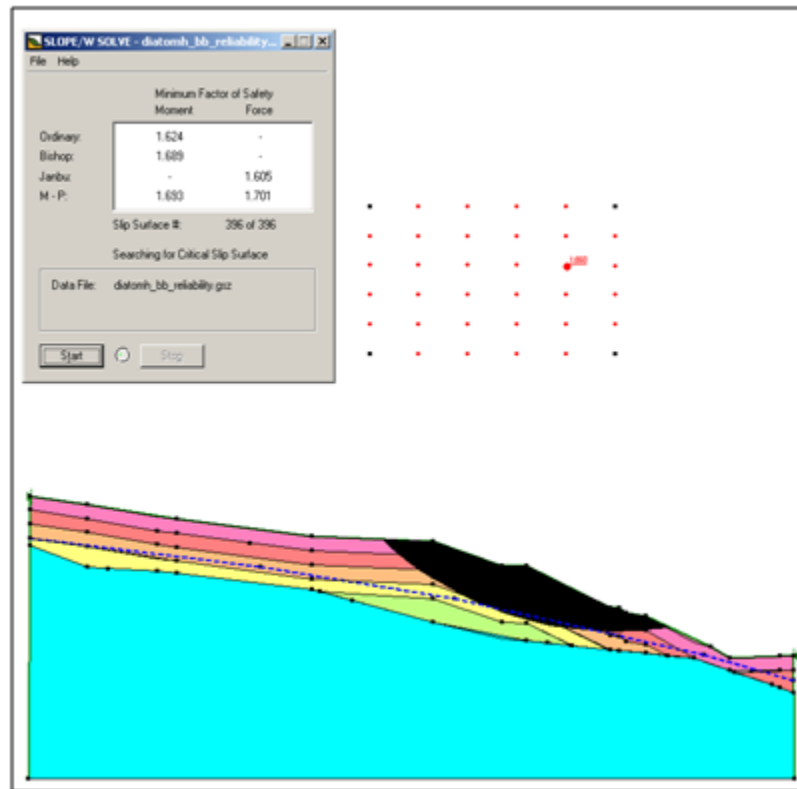 SLOPE/W SOLVE - diatomh_bb_reliability...
File Help
Minimum Factor of Safety
Moment Force
Ordinary: 1.624 -
Bishop: 1.689 -
Janbu: - 1.605
M - P: 1.693 1.701
Slip Surface #: 396 of 396
Searching for Critical Slip Surface
Data File: diatomh_bb_reliability.gsz
Start Stop